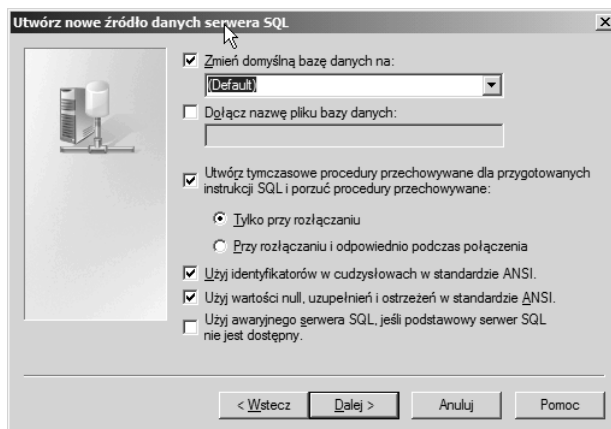 Utwórz nowe źródło danych serwera SQL
Zmień domyślną bazę danych na:
(Default)
Dołącz nazwę pliku bazy danych:
Utwórz tymczasowe procedury przechowywane dla przygotowanych
instrukcji SQL i porzuć procedury przechowywane:
Tylko przy rozłączaniu
Przy rozłączaniu i odpowiednio podczas połączenia
Użyj identyfikatorów w cudzysłowach w standardzie ANSI.
Użyj wartości null, uzupełnień i ostrzeżeń w standardzie ANSI.
Użyj awaryjnego serwera SQL, jeśli podstawowy serwer SQL
nie jest dostępny.
< Wstecz Dalej > Anuluj Pomoc